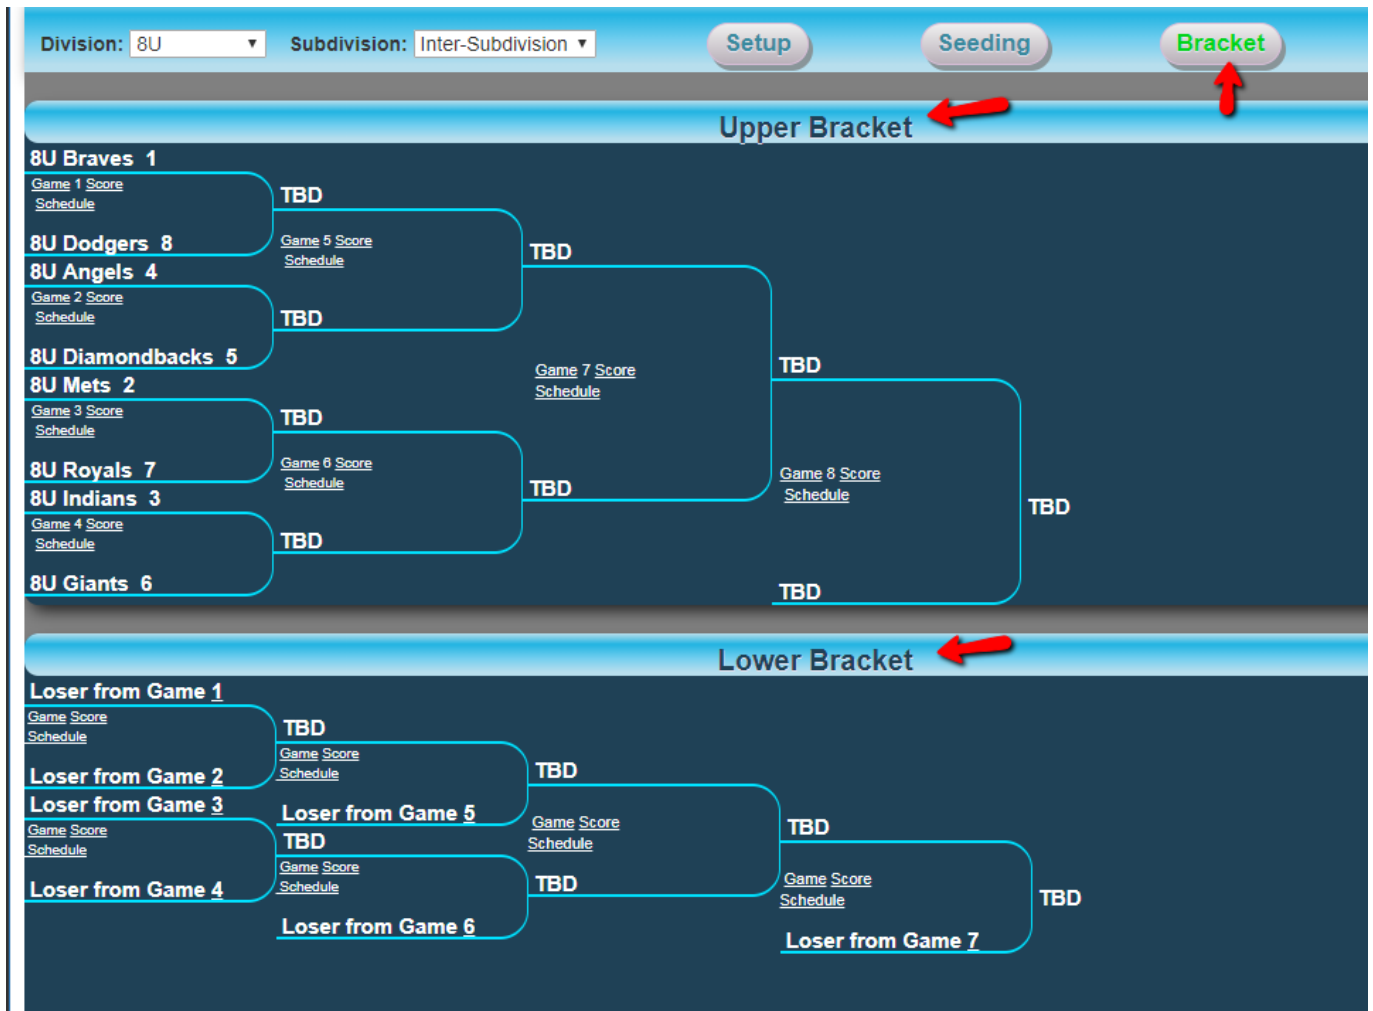 Division: 8U Subdivision: Inter-Subdivision Setup Seeding Bracket
Upper Bracket
8U Braves 1
Game 1 Score
Schedule
8U Dodgers 8
8U Angels 4
Game 2 Score
Schedule
8U Diamondbacks 5
8U Mets 2
Game 3 Score
Schedule
8U Royals 7
8U Indians 3
Game 4 Score
Schedule
8U Giants 6
TBD
Game 5 Score
Schedule
TBD
TBD
Game 6 Score
Schedule
TBD
TBD
Game 7 Score
Schedule
TBD
TBD
Game 8 Score
Schedule
TBD
TBD
Lower Bracket
Loser from Game 1
Game Score
Schedule
Loser from Game 2
Loser from Game 3
Game Score
Schedule
Loser from Game 4
TBD
Game Score
Schedule
Loser from Game 5
TBD
Game Score
Schedule
Loser from Game 6
TBD
Game Score
Schedule
TBD
TBD
Game Score
Schedule
Loser from Game 7
TBD